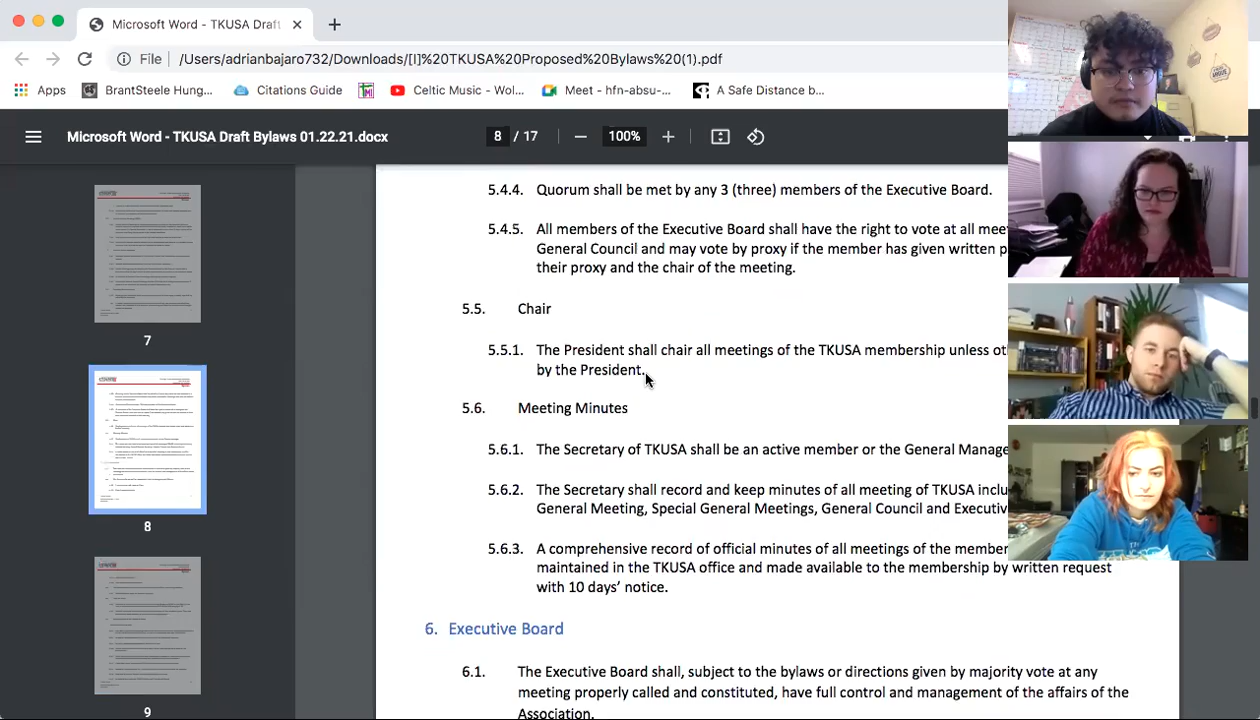 Microsoft Word - TKUSA Draft
File /Users/adrianbajaro732/Downloads/[I]%20TKUSA%20Proposed%20Bylaws%20(1).pdf
Apps BrantSteele Hung... Citations Guide Celtic Music - Wol... Meet - hfn-absu-... A Safe Distance b...
Microsoft Word - TKUSA Draft Bylaws 01.22.21.docx 8 / 17 100%
7
8
9
5.4.4. Quorum shall be met by any 3 (three) members of the Executive Board.
5.4.5. All members of the Executive Board shall have the right to vote at all mee
General Council and may vote by proxy if the member has given written p
their proxy and the chair of the meeting.
5.5. Chair
5.5.1. The President shall chair all meetings of the TKUSA membership unless ot
by the President.
5.6. Meeting Minutes
5.6.1. The Secretary of TKUSA shall be an active member or the General Manage
5.6.2. The Secretary shall record and keep minutes of all meeting of TKUSA inclu
General Meeting, Special General Meetings, General Council and Executiv
5.6.3. A comprehensive record of official minutes of all meetings of the member
maintained in the TKUSA office and made available to the membership by written request
with 10 days' notice.
6. Executive Board
6.1. The Executive Board shall, subject to the bylaws or directions given by majority vote at any
meeting properly called and constituted, have full control and management of the affairs of the
Association.